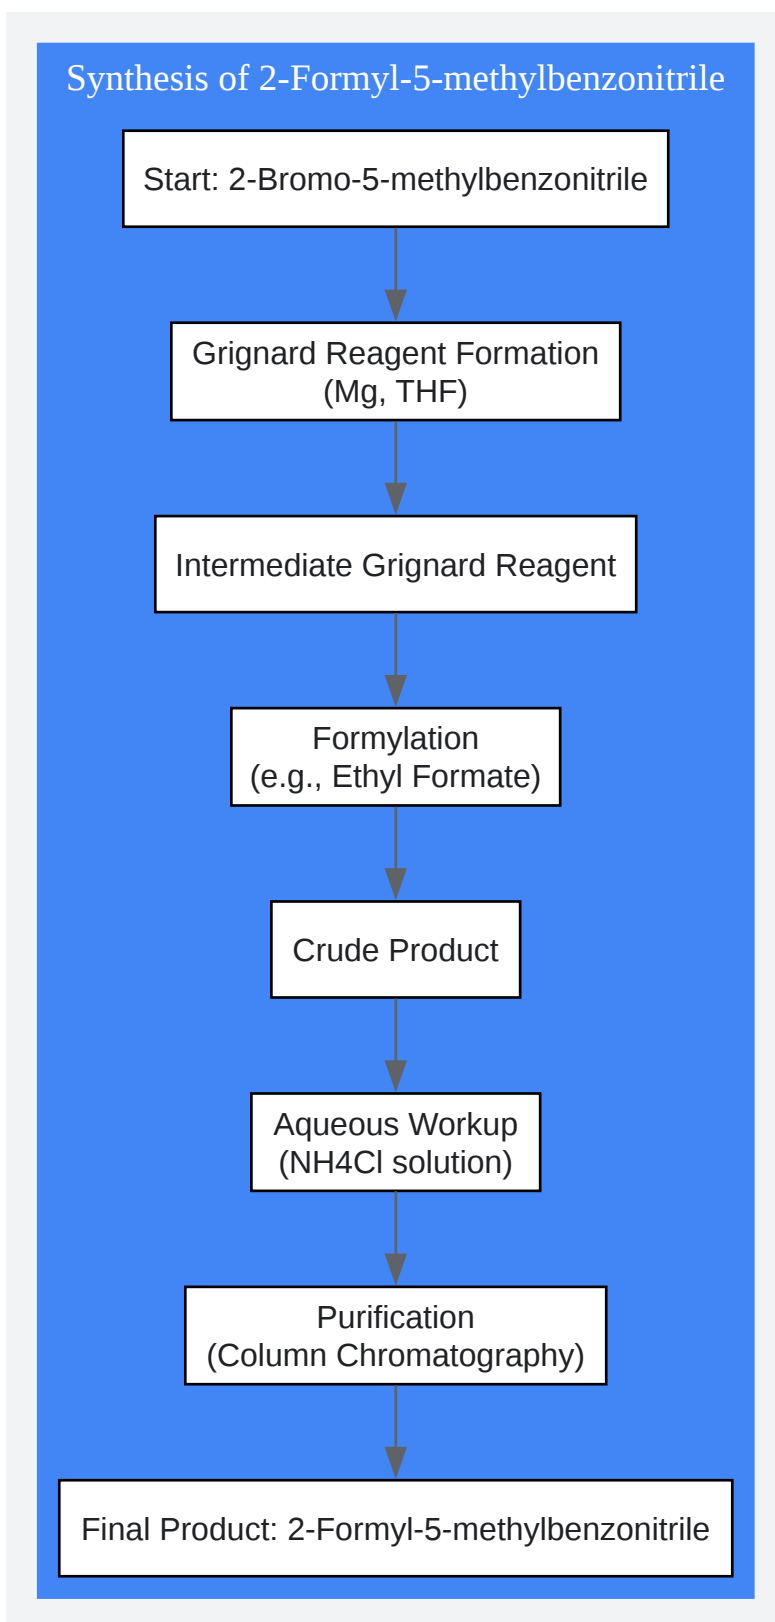 Synthesis of 2-Formyl-5-methylbenzonitrile
Start: 2-Bromo-5-methylbenzonitrile
Grignard Reagent Formation
(Mg, THF)
Intermediate Grignard Reagent
Formylation
(e.g., Ethyl Formate)
Crude Product
Aqueous Workup
(NH4Cl solution)
Purification
(Column Chromatography)
Final Product: 2-Formyl-5-methylbenzonitrile